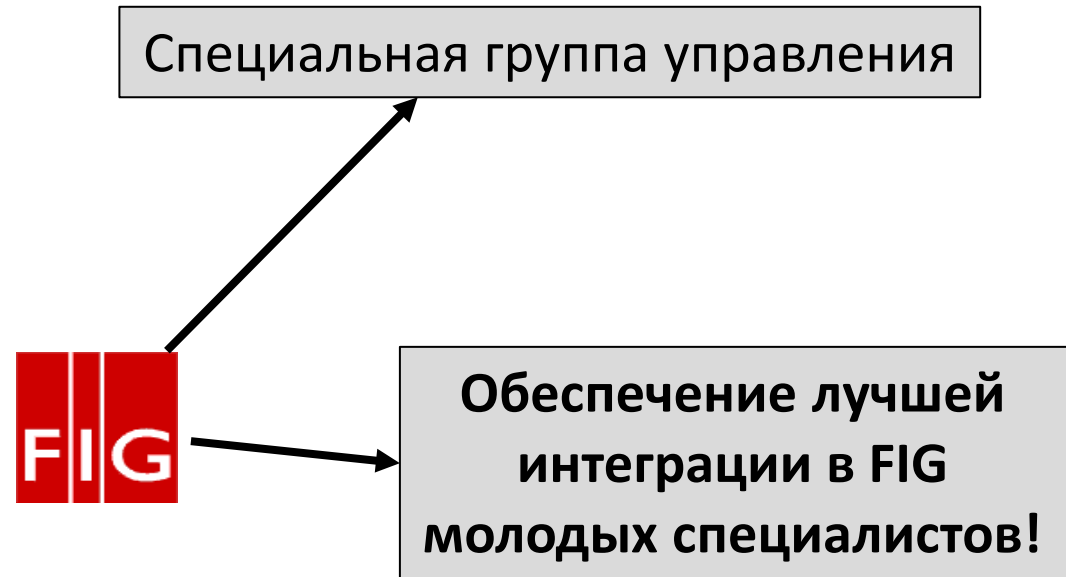 Специальная группа управления
FIG
Обеспечение лучшей
интеграции в FIG
молодых специалистов!